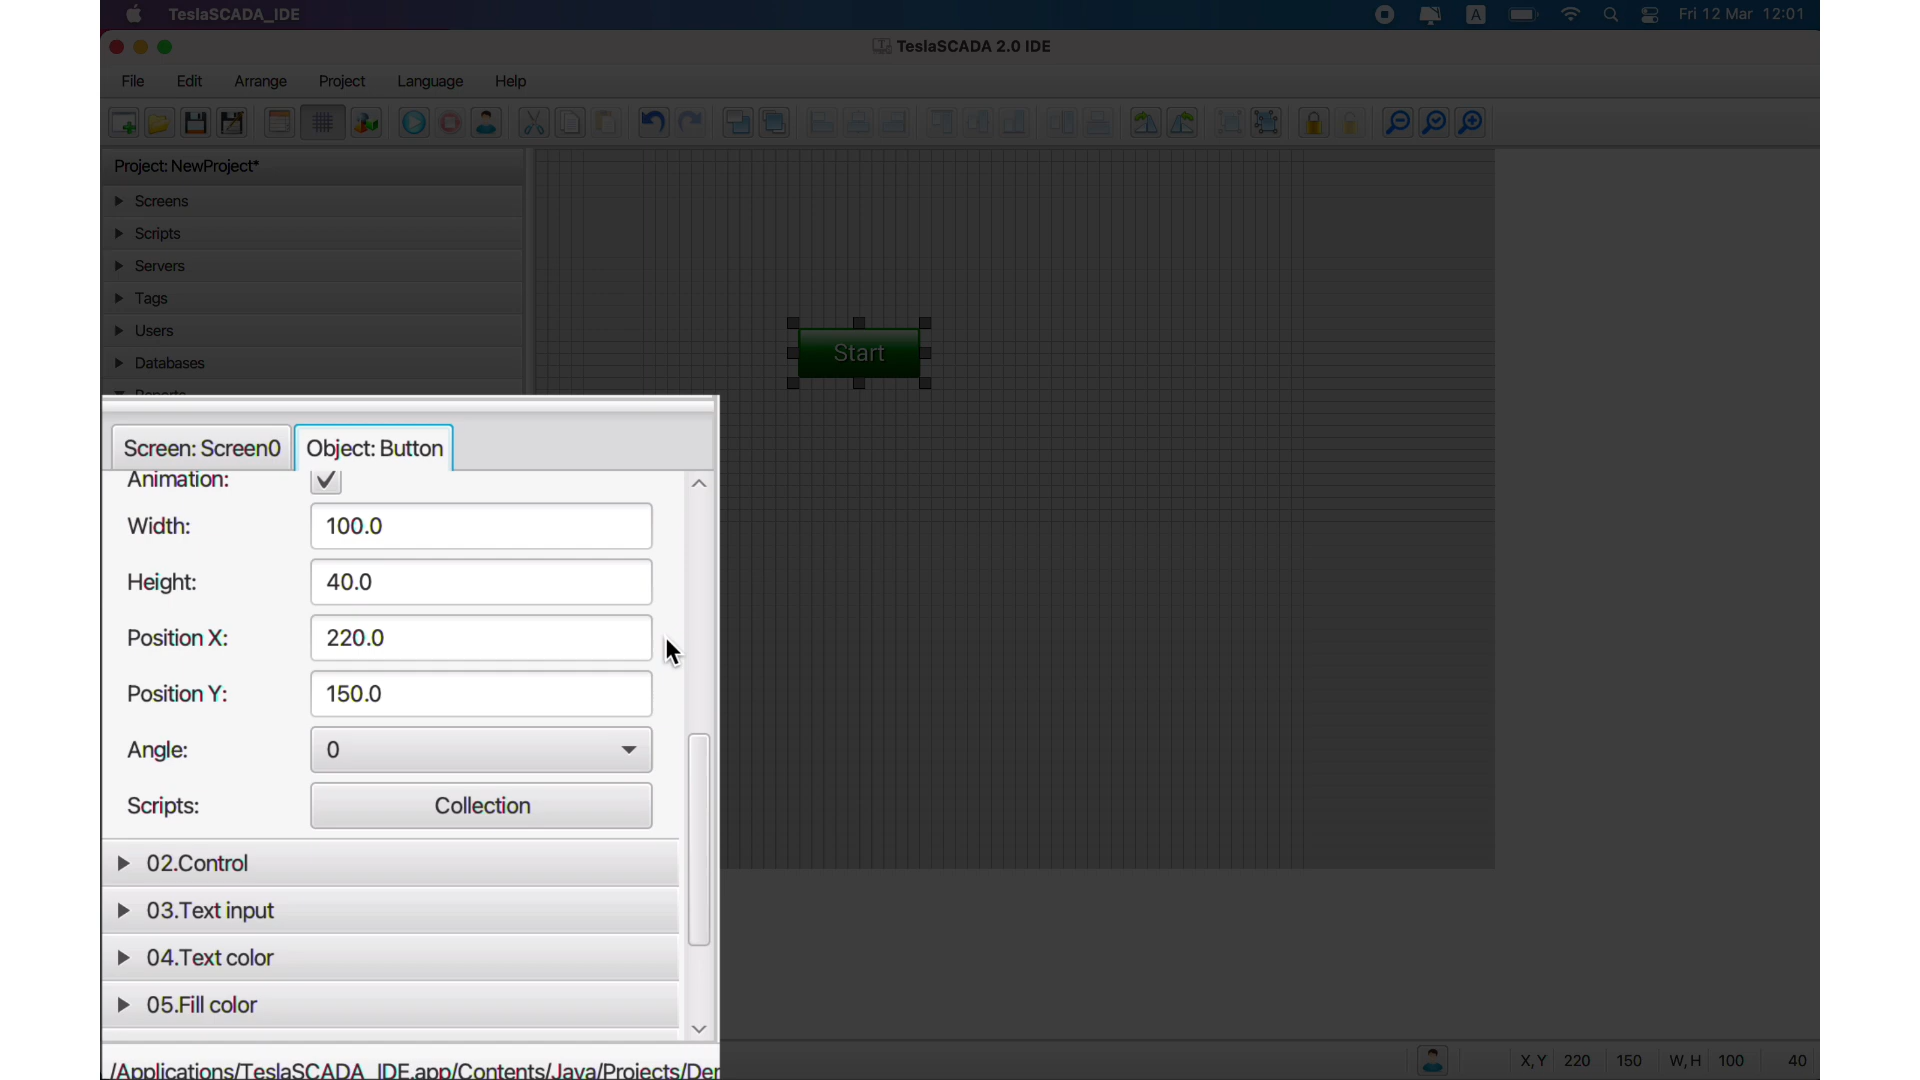 TeslaSCADA_IDE
A
Fri 12 Mar 12:01
TeslaSCADA 2.0 IDE
File Edit Arrange Project Language Help
Project: NewProject*
Screens
Scripts
Servers
Tags
Users
Databases
Reports
Start
Screen: Screen0 Object: Button
Animation:
Width: 100.0
Height: 40.0
Position X: 220.0
Position Y: 150.0
Angle: 0
Scripts: Collection
02.Control
03.Text input
04.Text color
05.Fill color
/Applications/TeslaSCADA_IDE.app/Contents/Java/Projects/Der
X,Y 220 150 W,H 100 40